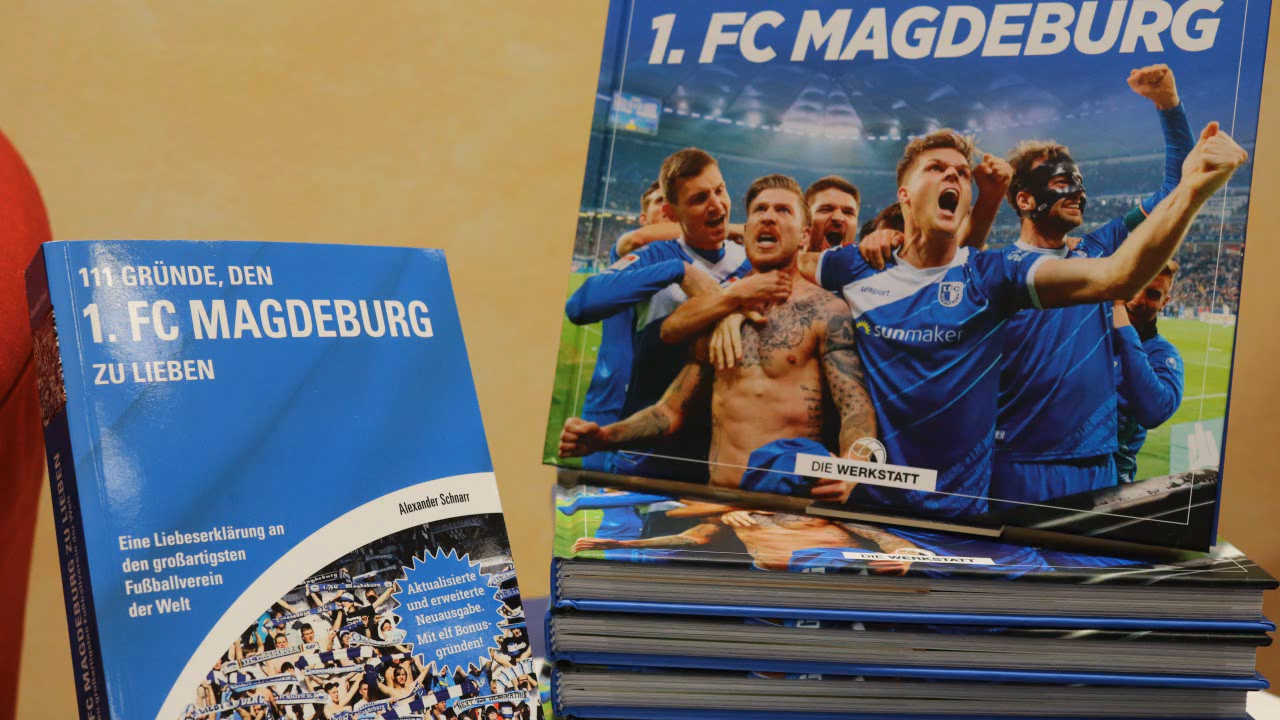 111 GRÜNDE, DEN
1. FC MAGDEBURG
ZU LIEBEN
Alexander Schnarr
Eine Liebeserklärung an
den großartigsten
Fußballverein
der Welt
Aktualisierte
und erweiterte
Neuausgabe.
Mit elf Bonus-
gründen!
1. FC MAGDEBURG
uhlsport
sunmaker
DIE WERKSTATT
DIE WERKSTATT
FC MAGDEBURG ZU LIEBEN